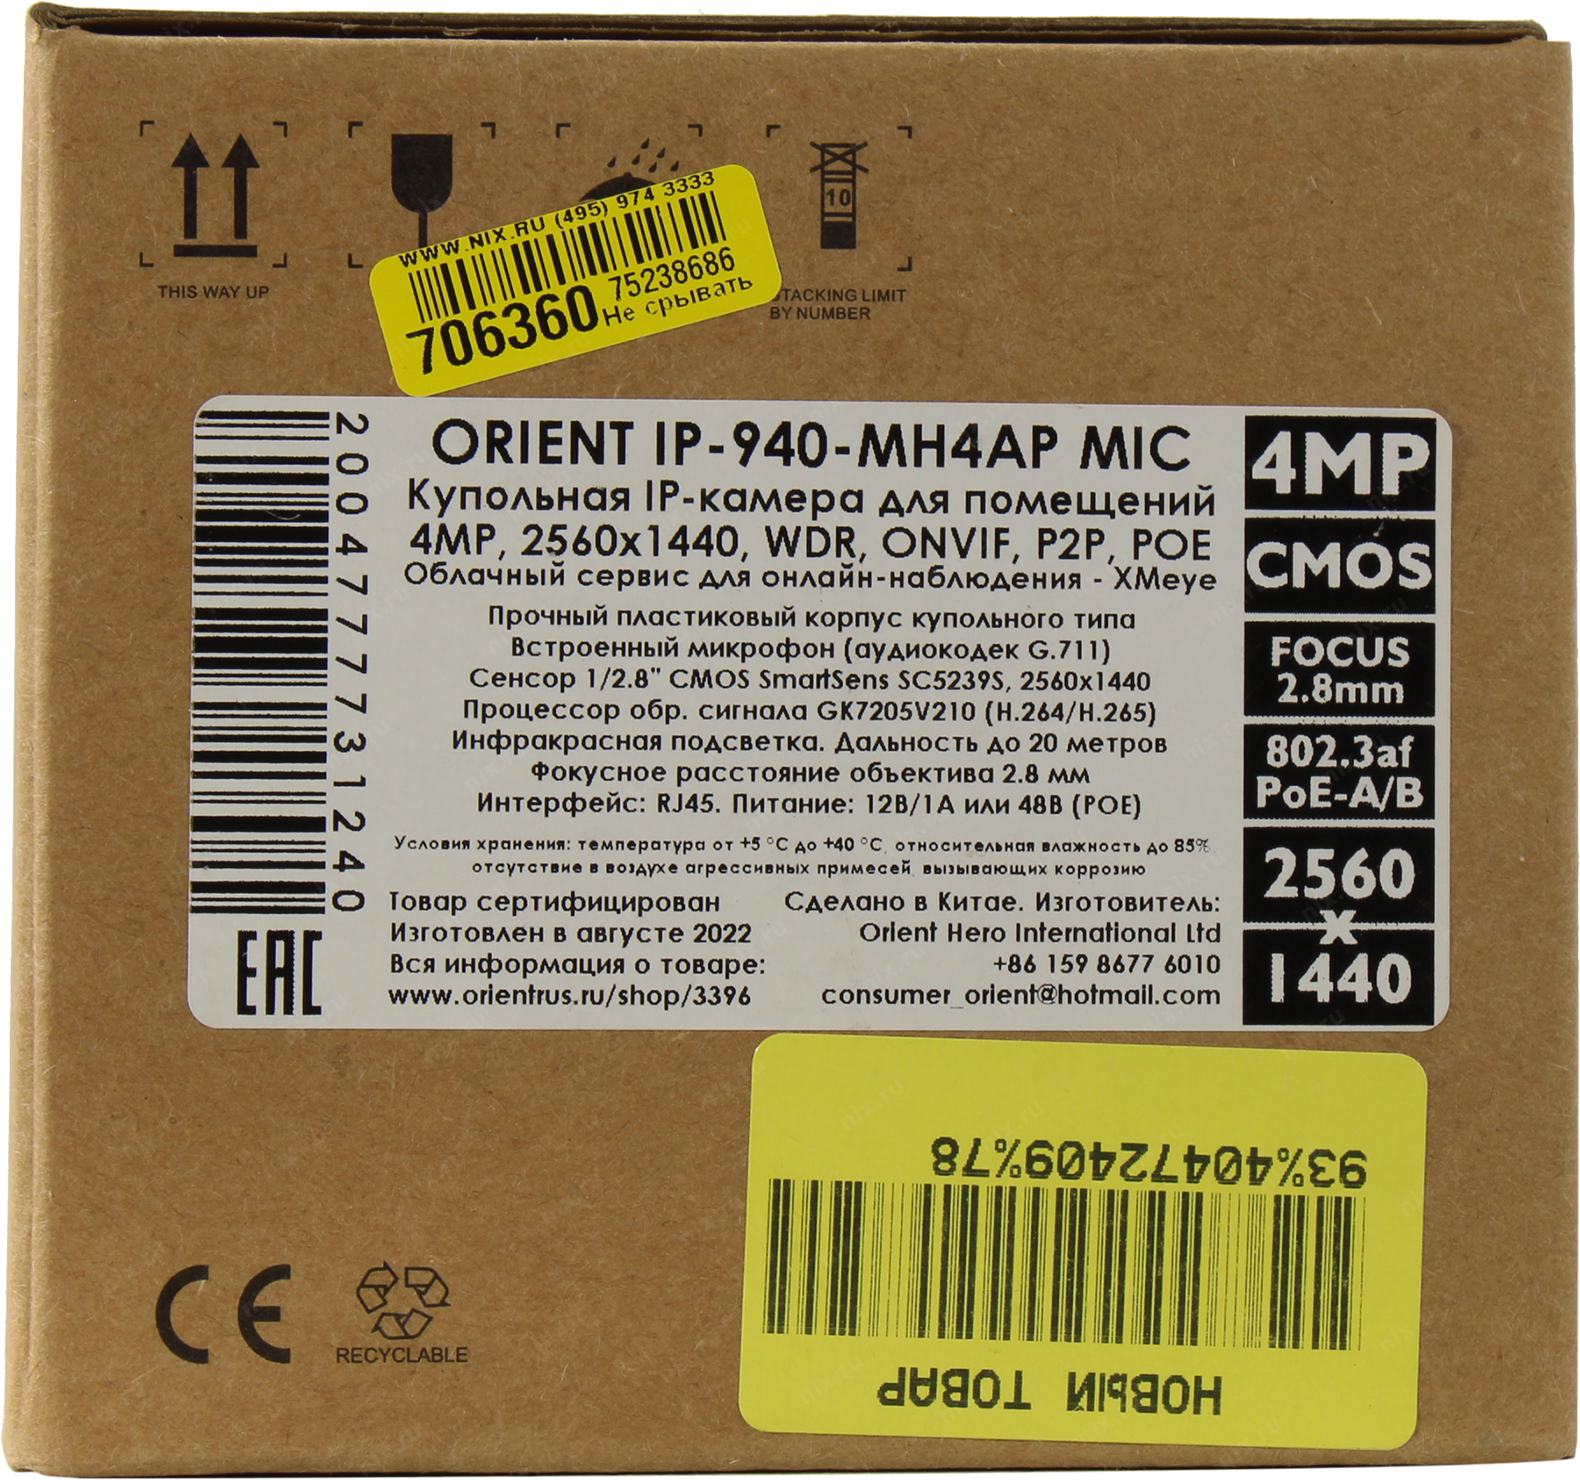 THIS WAY UP
WWW.NIX.RU (495) 974 3333
75238686
706360 Не срывать
10
STACKING LIMIT
BY NUMBER
2004777731240
ORIENT IP-940-MH4AP MIC
Купольная IP-камера для помещений
4MP, 2560x1440, WDR, ONVIF, P2P, POE
Облачный сервис для онлайн-наблюдения - XMeye
Прочный пластиковый корпус купольного типа
Встроенный микрофон (аудиокодек G.711)
Сенсор 1/2.8" CMOS SmartSens SC5239S, 2560x1440
Процессор обр. сигнала GK7205V210 (H.264/H.265)
Инфракрасная подсветка. Дальность до 20 метров
Фокусное расстояние объектива 2.8 мм
Интерфейс: RJ45. Питание: 12В/1А или 48В (POE)
Условия хранения: температура от +5 °С до +40 °С, относительная влажность до 85%,
отсутствие в воздухе агрессивных примесей, вызывающих коррозию
Товар сертифицирован
Изготовлен в августе 2022
Вся информация о товаре:
www.orientrus.ru/shop/3396
Сделано в Китае. Изготовитель:
Orient Hero International Ltd
+86 159 8677 6010
consumer_orient@hotmail.com
4MP
CMOS
FOCUS
2.8mm
802.3af
PoE-A/B
2560
x
1440
EAC
93%40472409%78
НОВЫЙ ТОВАР
CE
RECYCLABLE